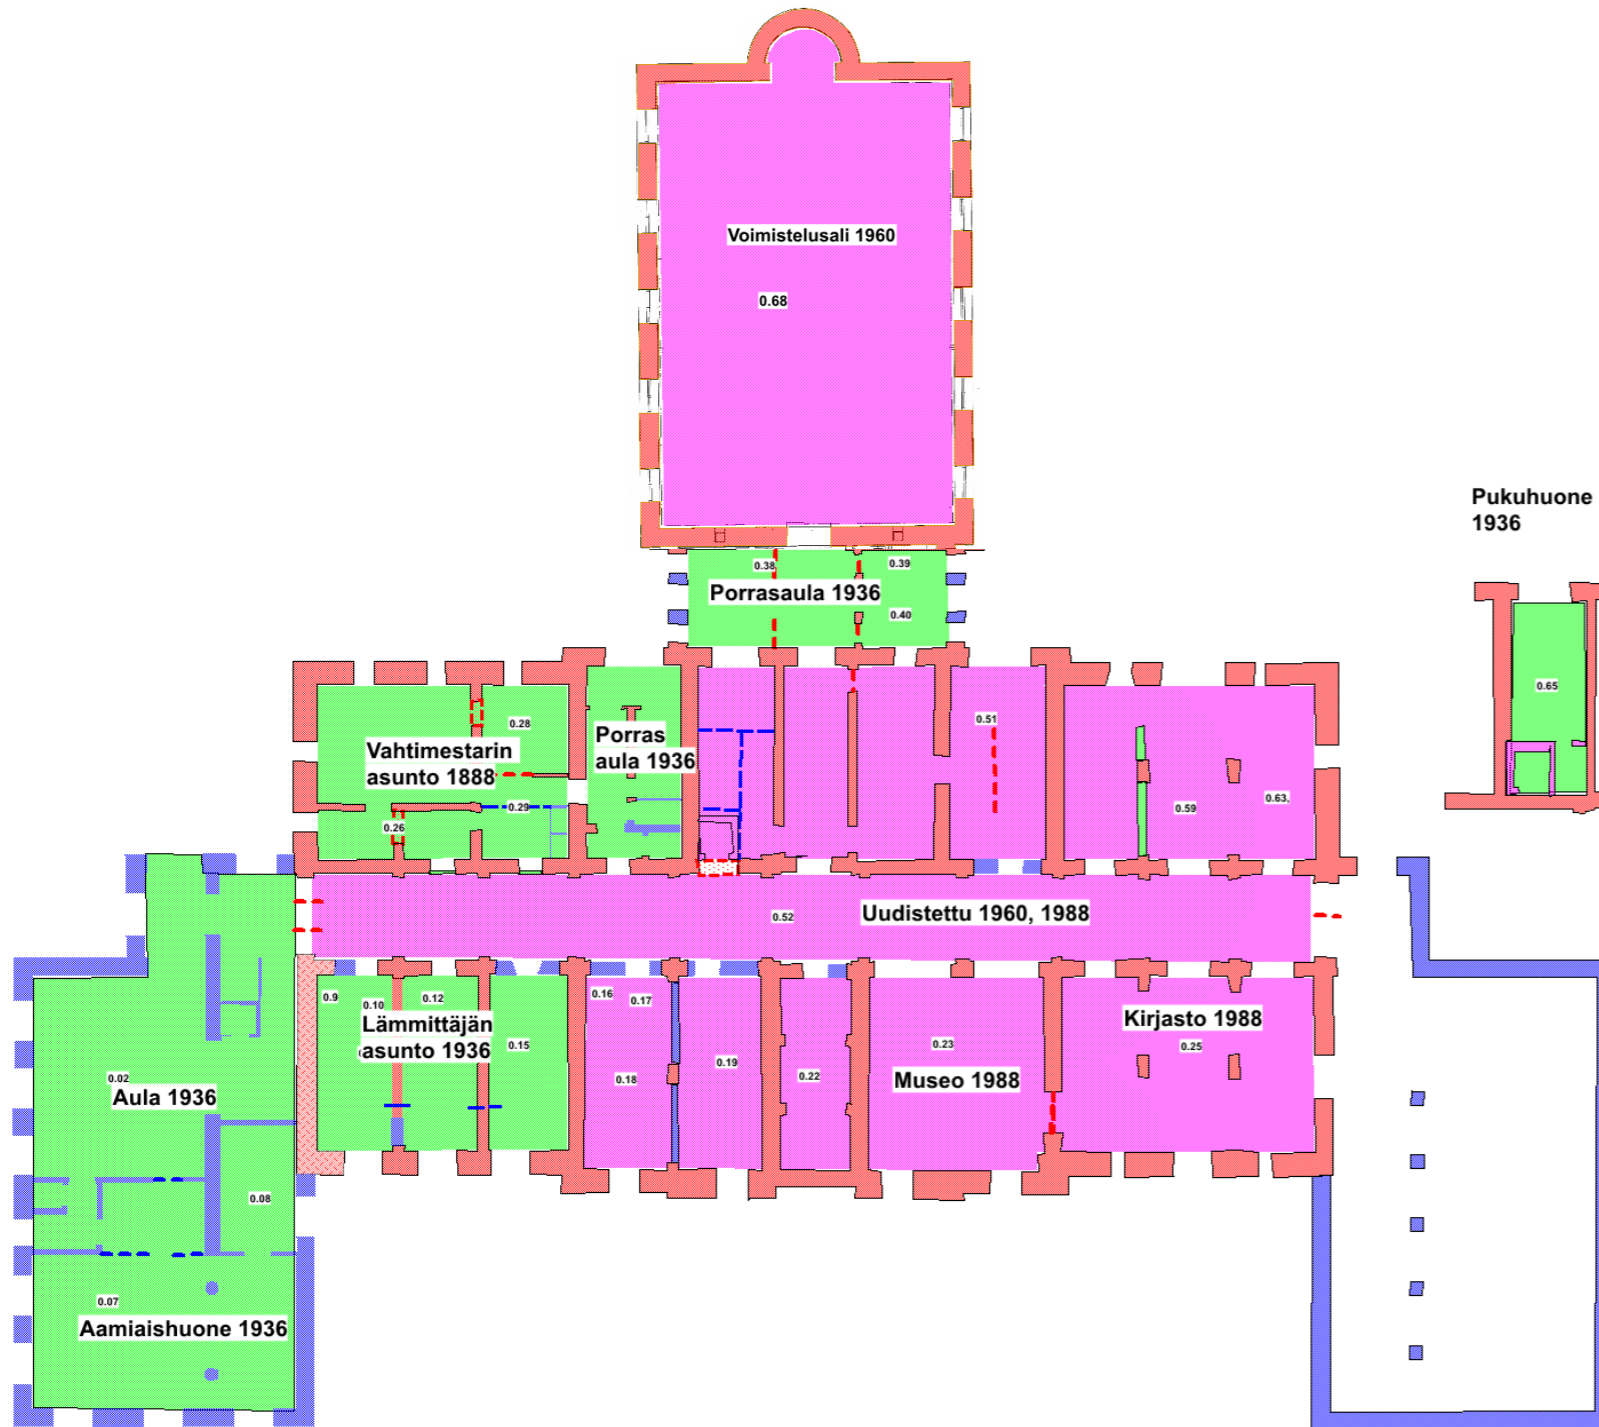 Voimistelusali 1960
0.68
Pukuhuone
1936
0.38
0.39
Porrasaula 1936
0.40
0.65
0.28
0.51
Vahtimestarin
asunto 1888
Porras
aula 1936
0.29
0.59
0.63,
0.26
0.52
Uudistettu 1960, 1988
0.9
0.10
0.12
0.16
0.17
Lämmittäjän
asunto 1936
0.15
0.23
Kirjasto 1988
0.25
0.18
0.19
0.22
Museo 1988
0.02
Aula 1936
0.08
0.07
Aamiaishuone 1936